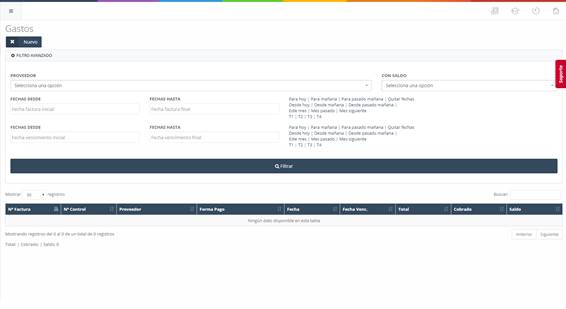 Gastos
Nuevo
FILTRO AVANZADO
PROVEEDOR
CON SALDO
Selecciona una opción
Selecciona una opción
Soporte
FECHAS DESDE
FECHAS HASTA
Fecha factura inicial
Fecha factura final
Para hoy | Para mañana | Para pasado mañana | Quitar fechas
Desde hoy | Desde mañana | Desde pasado mañana |
Este mes | Mes pasado | Mes siguiente
T1 | T2 | T3 | T4
FECHAS DESDE
FECHAS HASTA
Fecha vencimiento inicial
Fecha vencimiento final
Para hoy | Para mañana | Para pasado mañana | Quitar fechas
Desde hoy | Desde mañana | Desde pasado mañana |
Este mes | Mes pasado | Mes siguiente
T1 | T2 | T3 | T4
Filtrar
Mostrar 50 registros
Buscar:
Nº Factura Nº Control Proveedor Forma Pago Fecha Fecha Venc. Total Cobrado Saldo
Ningún dato disponible en esta tabla
Mostrando registros del 0 al 0 de un total de 0 registros
Anterior Siguiente
Total: | Cobrado: | Saldo: 0